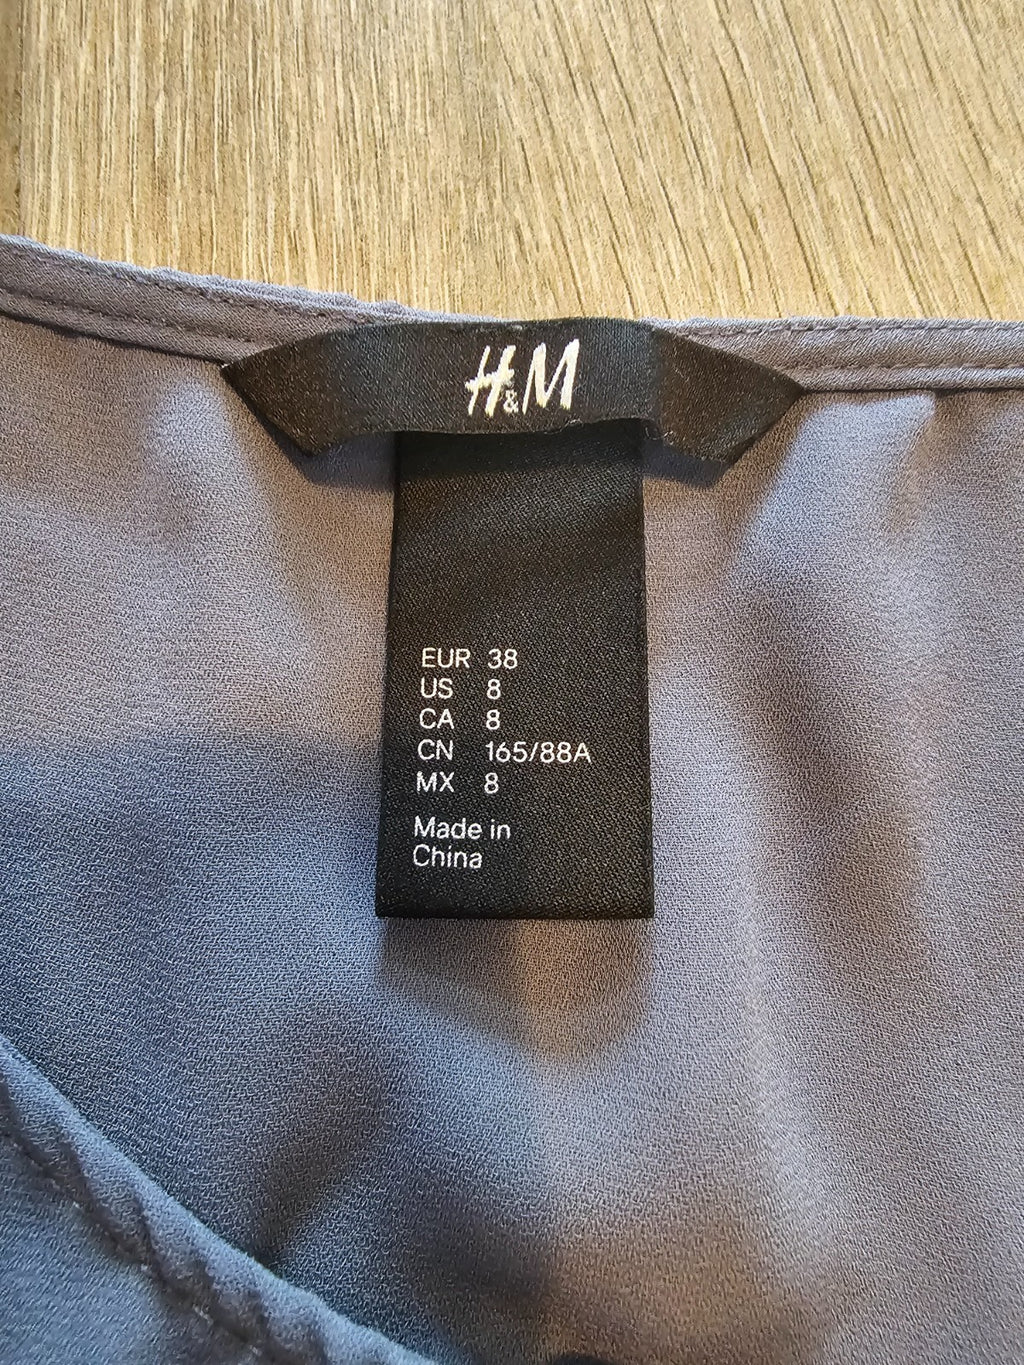 H&M
EUR 38
US 8
CA 8
CN 165/88A
MX 8
Made in
China